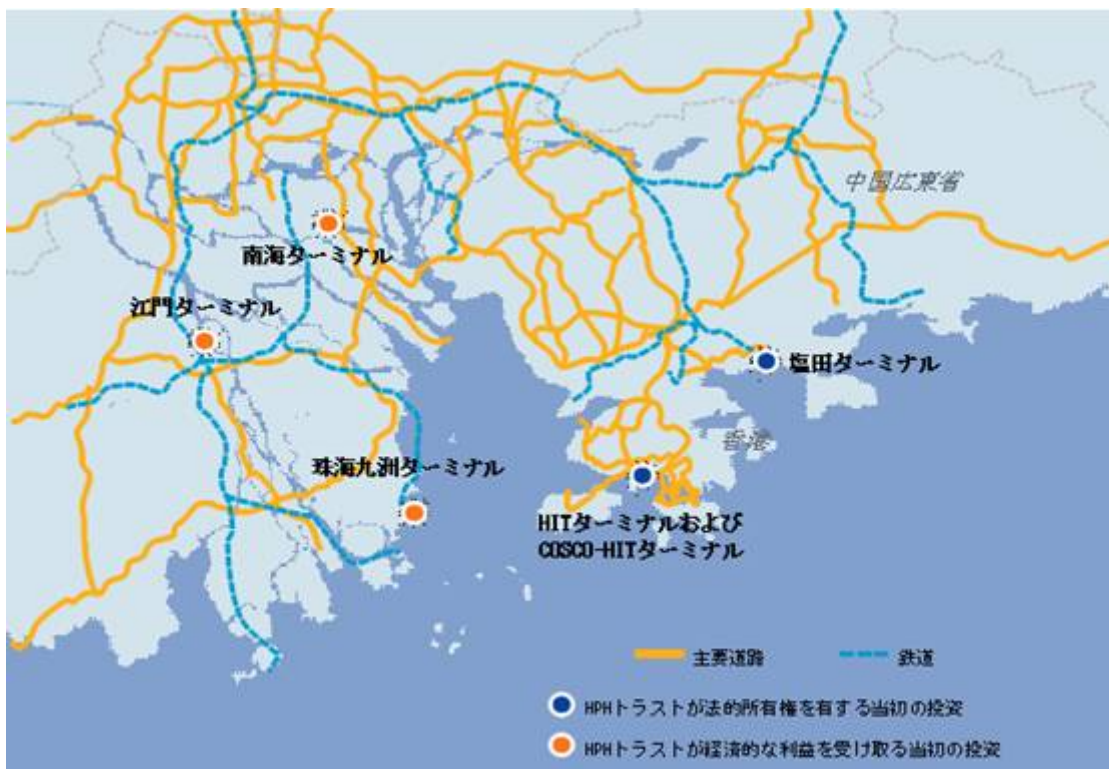 中国広東省
南海ターミナル
江門ターミナル
塩田ターミナル
香港
珠海九洲ターミナル
HITターミナルおよび
COSCO-HITターミナル
主要道路
鉄道
HPHトラストが法的所有権を有する当初の投資
HPHトラストが経済的な利益を受け取る当初の投資